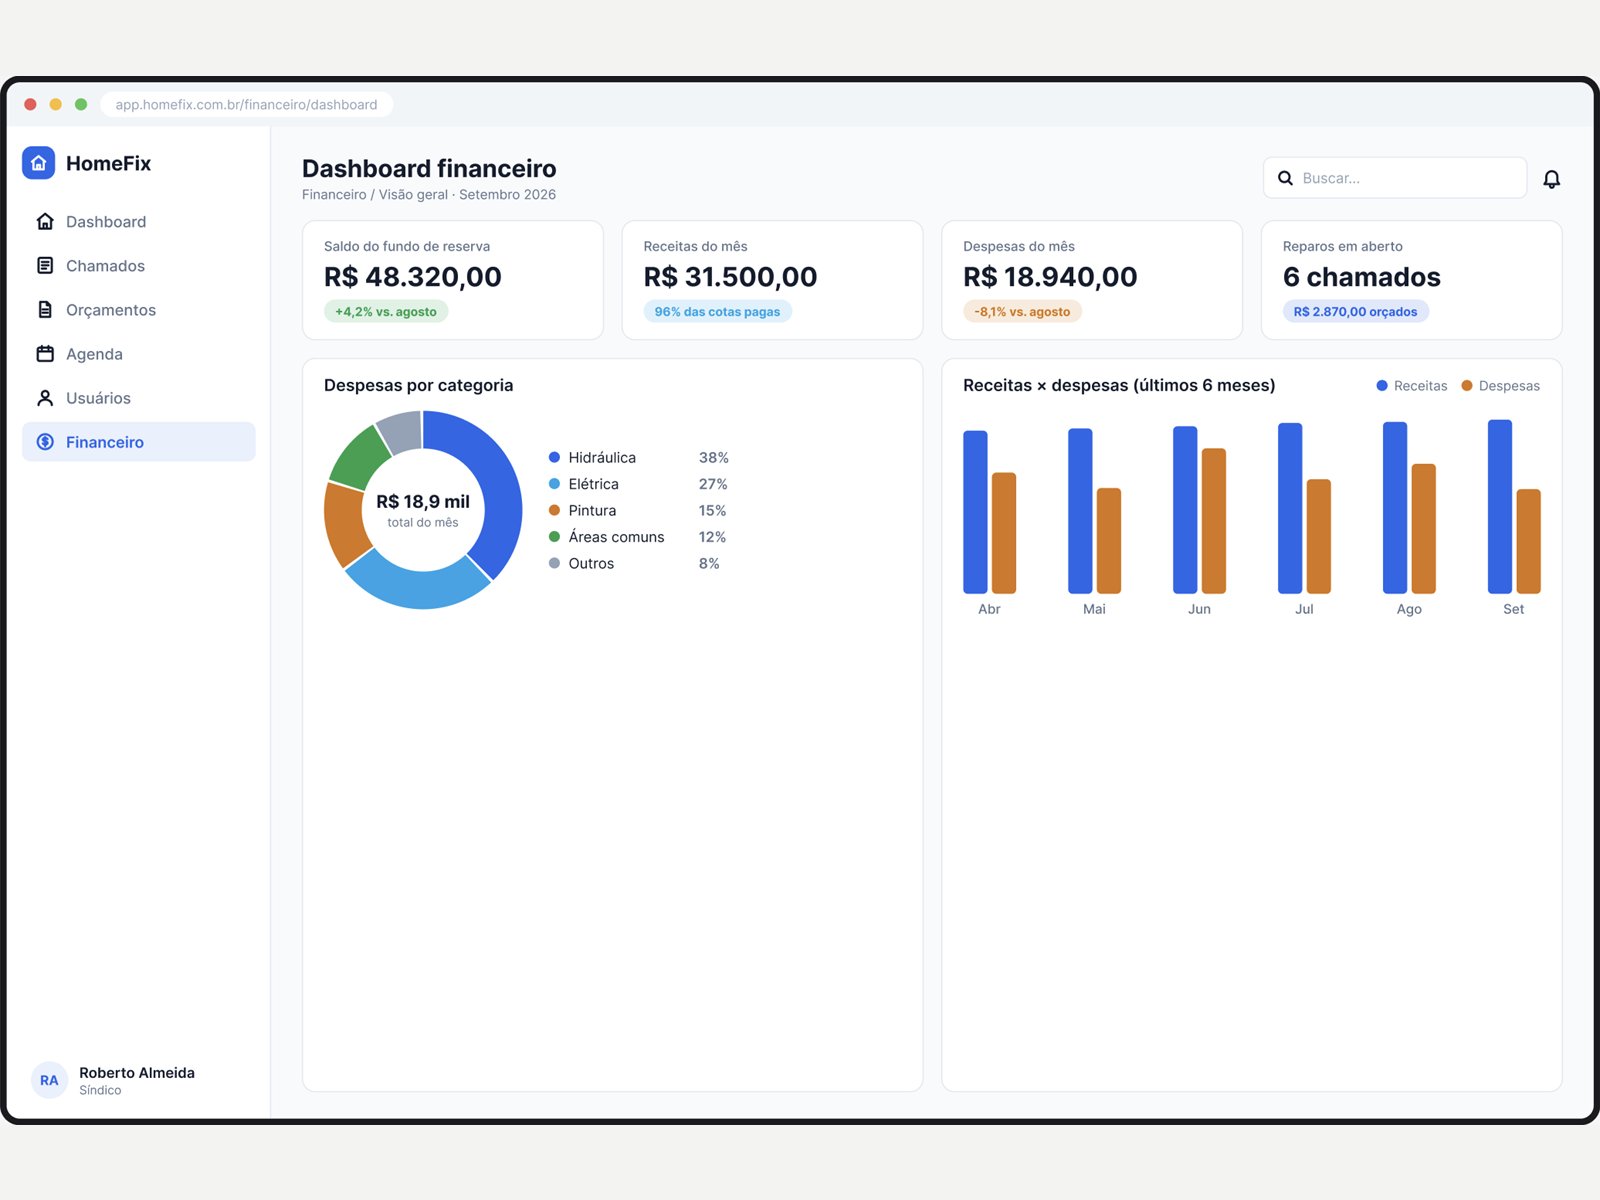 app.homefix.com.br/financeiro/dashboard
HomeFix
Dashboard
Chamados
Orçamentos
Agenda
Usuários
Financeiro
RA
Roberto Almeida
Síndico
Dashboard financeiro
Financeiro / Visão geral · Setembro 2026
Buscar...
Saldo do fundo de reserva
R$ 48.320,00
+4,2% vs. agosto
Receitas do mês
R$ 31.500,00
96% das cotas pagas
Despesas do mês
R$ 18.940,00
-8,1% vs. agosto
Reparos em aberto
6 chamados
R$ 2.870,00 orçados
Despesas por categoria
R$ 18,9 mil
total do mês
Hidráulica 38%
Elétrica 27%
Pintura 15%
Áreas comuns 12%
Outros 8%
Receitas × despesas (últimos 6 meses)
Receitas Despesas
Abr Mai Jun Jul Ago Set